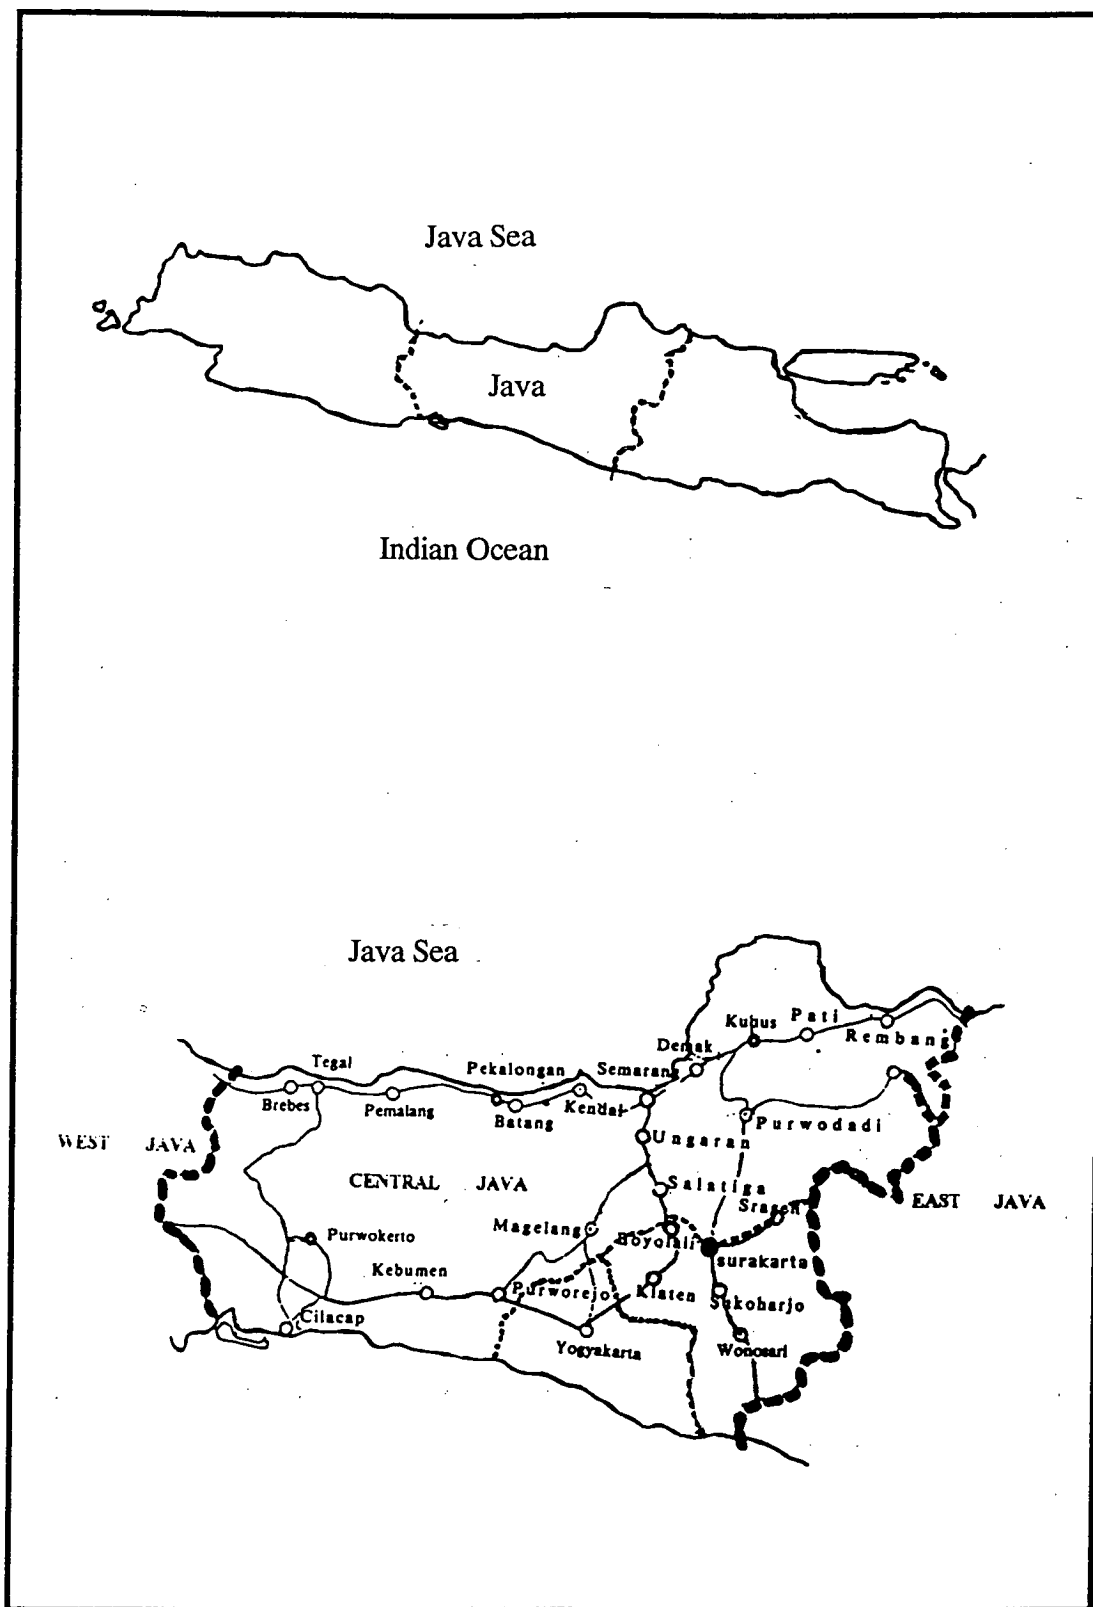 Java Sea
Java
Indian Ocean
Java Sea
Kudus
Pati
Rembang
Demak
Tegal
Pekalongan
Semarang
Brebes
Pemalang
Batang
Kendal
Purwodadi
Ungaran
WEST JAVA
CENTRAL JAVA
Salatiga
EAST JAVA
Sragen
Magelang
Boyolali
Purwokerto
surakarta
Kebumen
Purworejo
Klaten
Sukoharjo
Cilacap
Yogyakarta
Wonosari